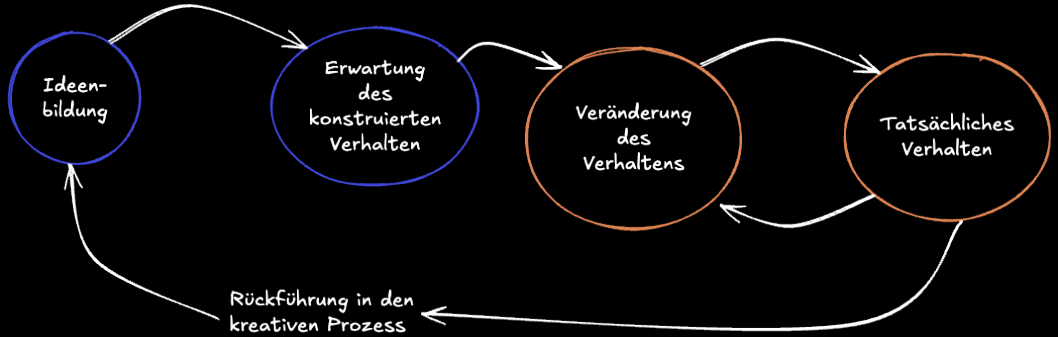 Ideen-
bildung
Erwartung
des
konstruierten
Verhalten
Veränderung
des
Verhaltens
Tatsächliches
Verhalten
Rückführung in den
kreativen Prozess